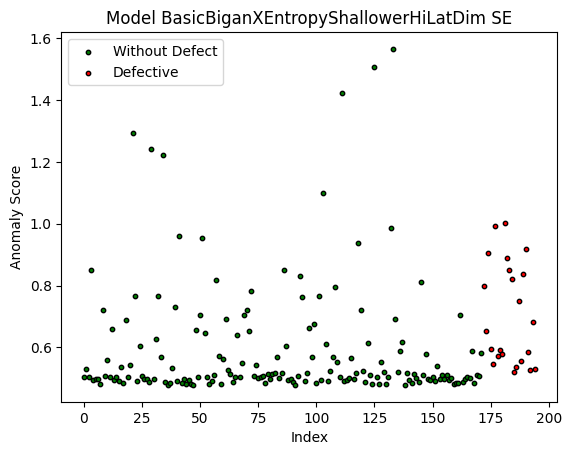 Model BasicBiganXEntropyShallowerHiLatDim SE
Without Defect
Defective
Anomaly Score
1.6
1.4
1.2
1.0
0.8
0.6
0 25 50 75 100 125 150 175 200
Index